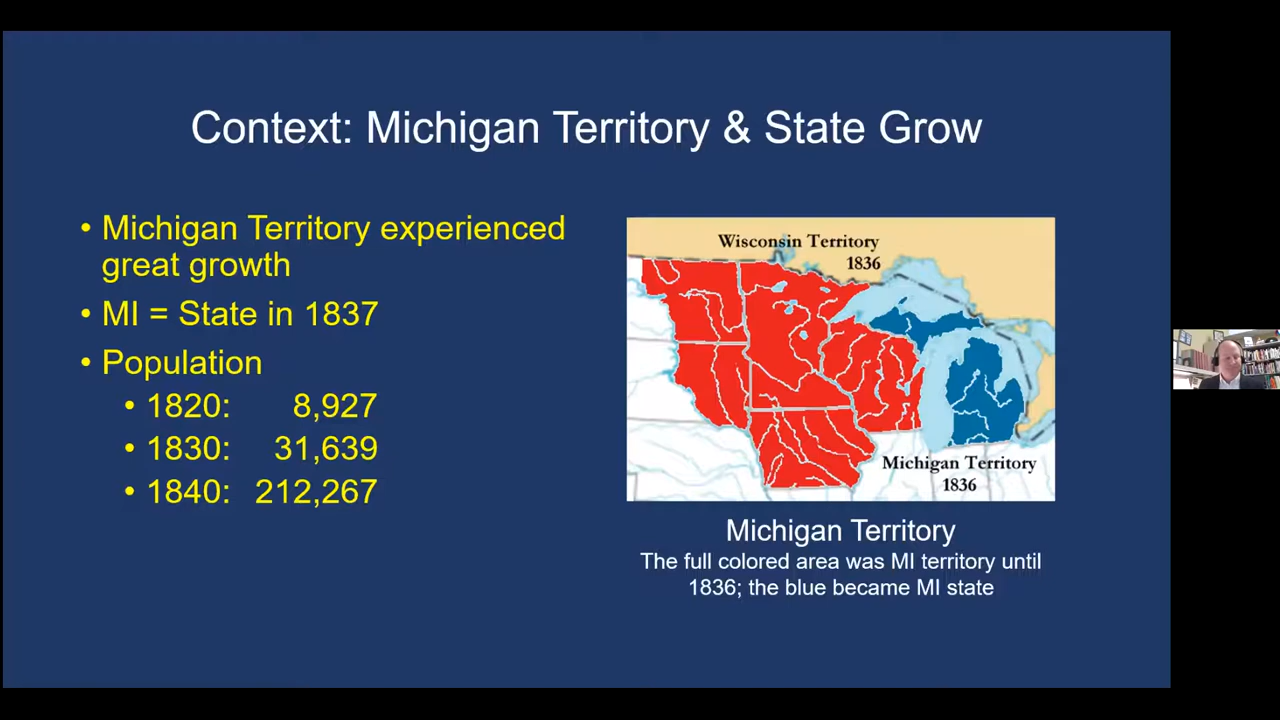 Context: Michigan Territory & State Grow
• Michigan Territory experienced
great growth
• MI = State in 1837
• Population
• 1820: 8,927
• 1830: 31,639
• 1840: 212,267
Wisconsin Territory
1836
Michigan Territory
1836
Michigan Territory
The full colored area was MI territory until
1836; the blue became MI state